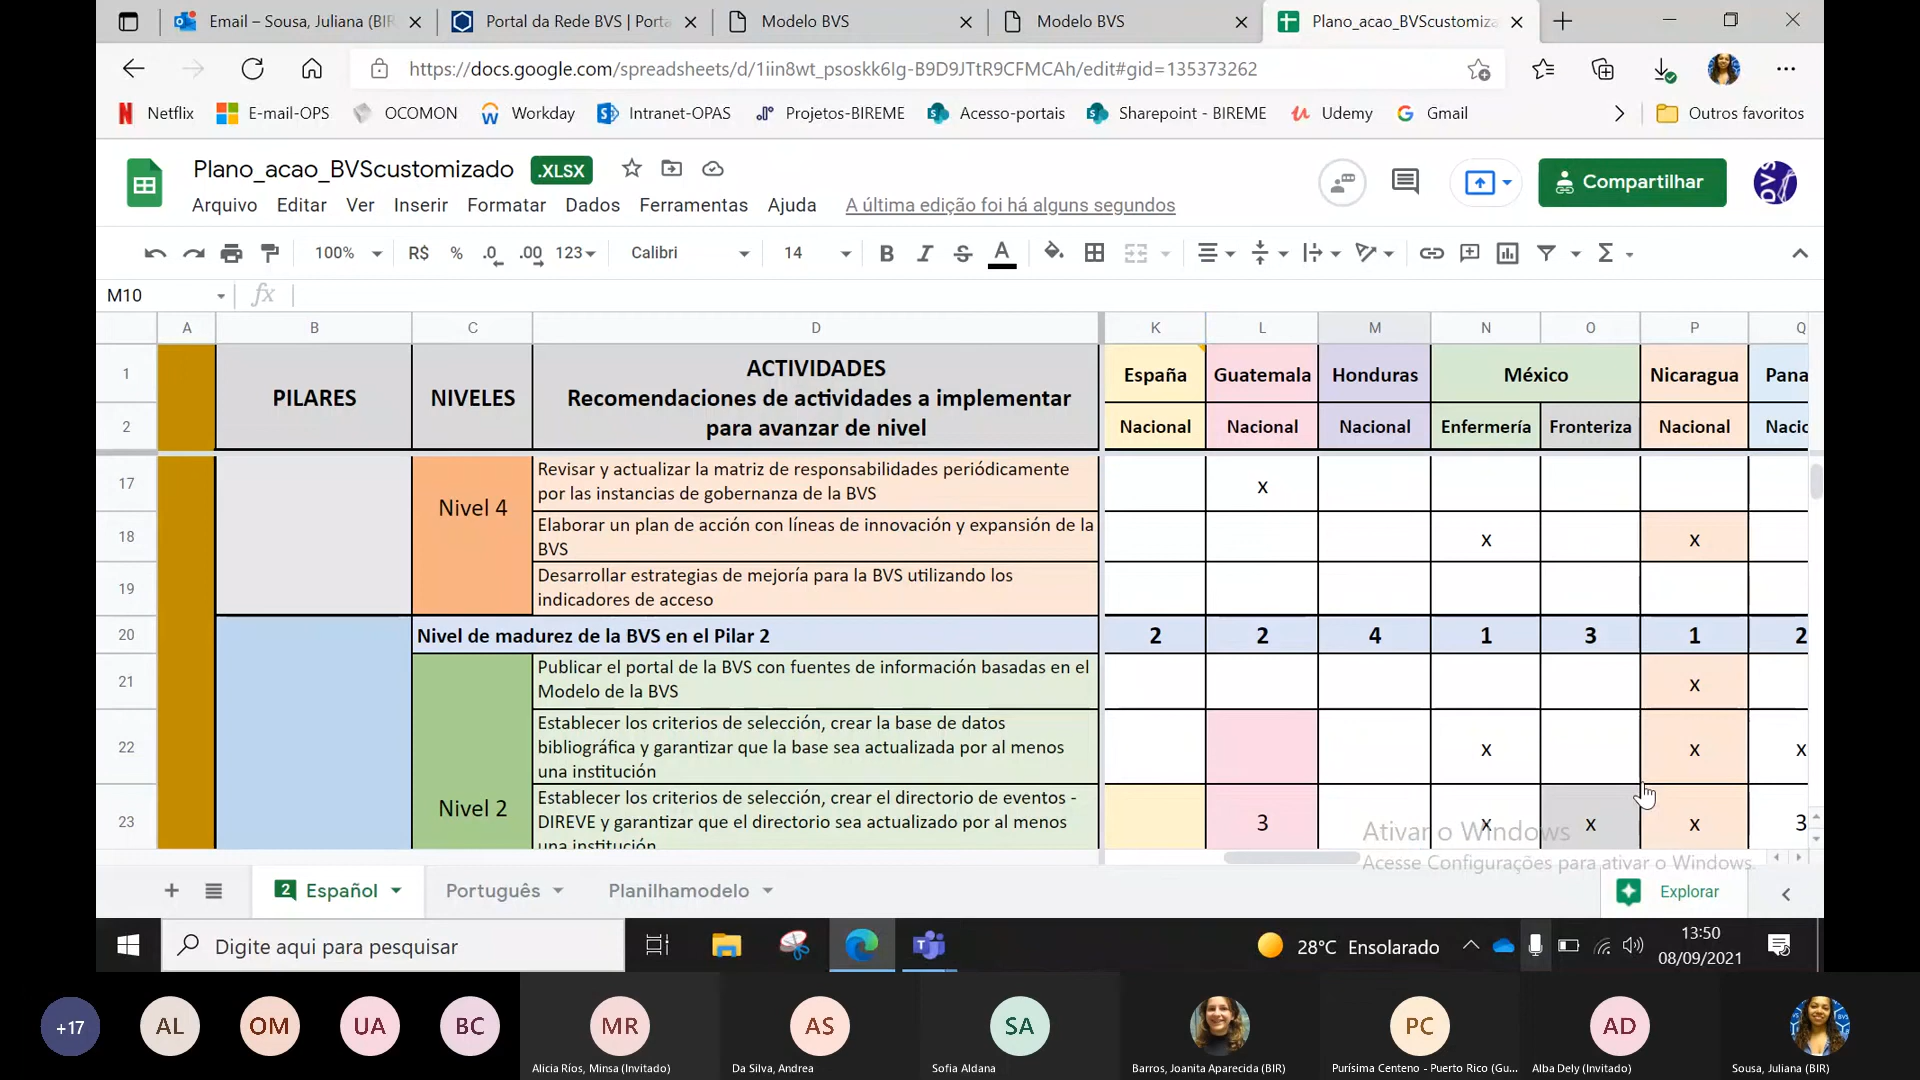 Email – Sousa, Juliana (BIR
Portal da Rede BVS | Porta
Modelo BVS
Modelo BVS
Plano_acao_BVScustomiza
https://docs.google.com/spreadsheets/d/1iin8wt_psoskk6Ig-B9D9JTtR9CFMCAh/edit#gid=135373262
Netflix
E-mail-OPS
OCOMON
Workday
Intranet-OPAS
Projetos-BIREME
Acesso-portais
Sharepoint - BIREME
Udemy
Gmail
Outros favoritos
Plano_acao_BVScustomizado
.XLSX
Compartilhar
Arquivo Editar Ver Inserir Formatar Dados Ferramentas Ajuda
A última edição foi há alguns segundos
100% R$ % .0 .00 123 Calibri 14 B I S A
M10 fx
A B C D K L M N O P Q
1
2
PILARES
NIVELES
ACTIVIDADES
Recomendaciones de actividades a implementar
para avanzar de nivel
España Guatemala Honduras México Nicaragua Pana
Nacional Nacional Nacional Enfermería Fronteriza Nacional Nacio
17
Nivel 4
Revisar y actualizar la matriz de responsabilidades periódicamente
por las instancias de gobernanza de la BVS
x
18
Elaborar un plan de acción con líneas de innovación y expansión de la
BVS
x x
19
Desarrollar estrategias de mejoría para la BVS utilizando los
indicadores de acceso
20
Nivel de madurez de la BVS en el Pilar 2
2 2 4 1 3 1 2
21
Publicar el portal de la BVS con fuentes de información basadas en el
Modelo de la BVS
x
22
Establecer los criterios de selección, crear la base de datos
bibliográfica y garantizar que la base sea actualizada por al menos
una institución
x x x
23
Nivel 2
Establecer los criterios de selección, crear el directorio de eventos -
DIREVE y garantizar que el directorio sea actualizado por al menos
una institución
3 x x x 3
Ativar o Windows
Acesse Configurações para ativar o Windows.
2 Español
Português
Planilhamodelo
Explorar
Digite aqui para pesquisar
28°C Ensolarado
13:50
08/09/2021
+17
AL
OM
UA
BC
MR
AS
SA
PC
AD
Alicia Ríos, Minsa (Invitado)
Da Silva, Andrea
Sofia Aldana
Barros, Joanita Aparecida (BIR)
Purísima Centeno - Puerto Rico (Gu...
Alba Dely (Invitado)
Sousa, Juliana (BIR)